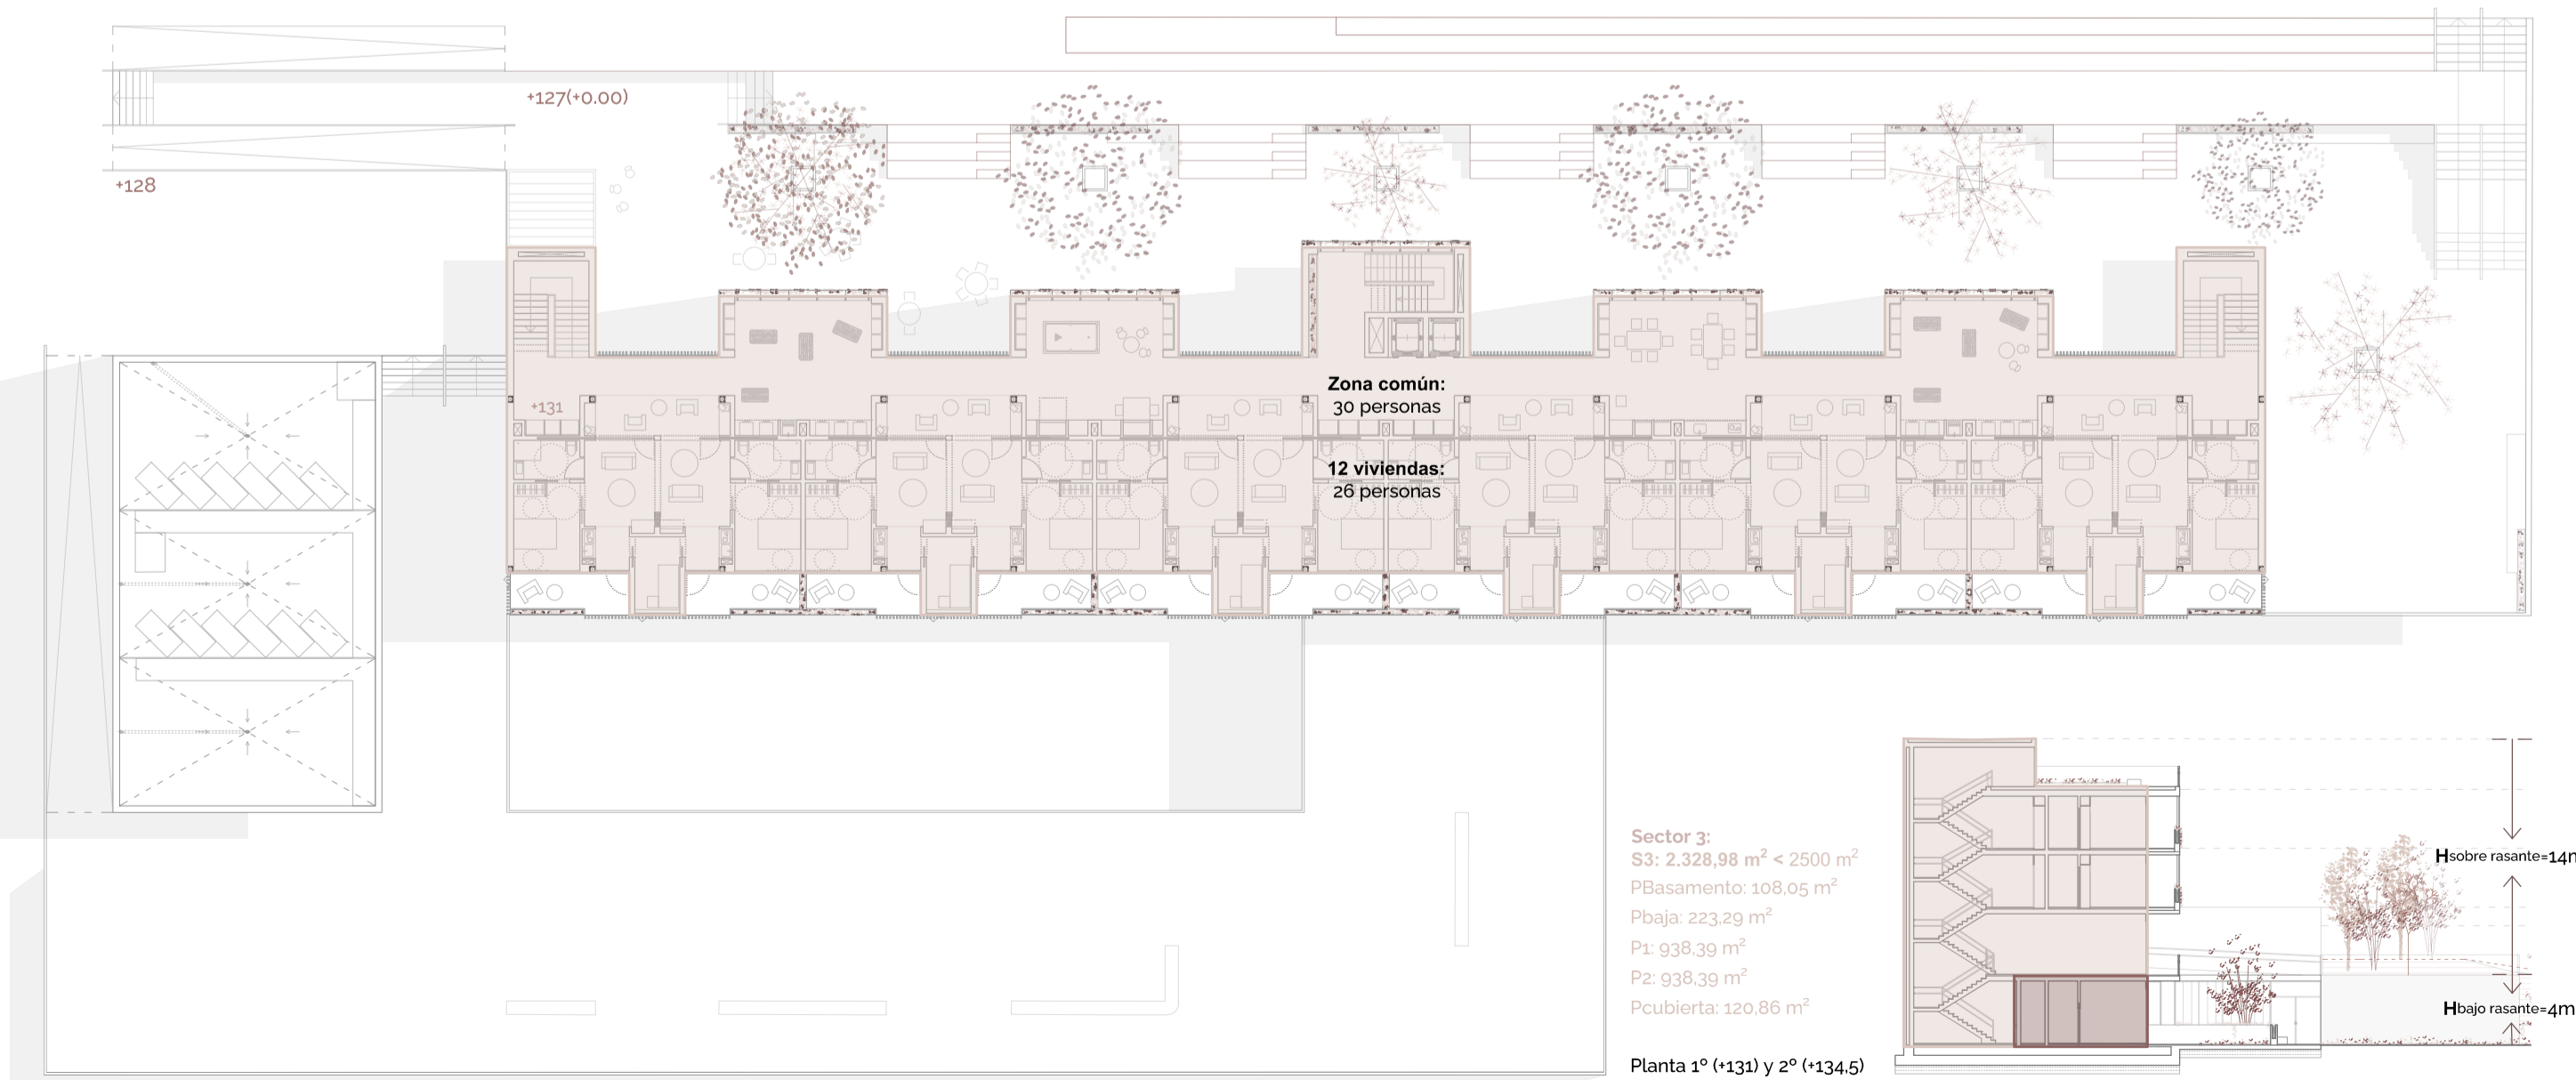 +127(+0.00)
+128
+131
Zona común:
30 personas
12 viviendas:
26 personas
Sector 3:
S3: 2.328,98 m² < 2500 m²
PBasamento: 108,05 m²
Pbaja: 223,29 m²
P1: 938,39 m²
P2: 938,39 m²
Pcubierta: 120,86 m²
Planta 1º (+131) y 2º (+134,5)
Hsobre rasante=14m
Hbajo rasante=4m